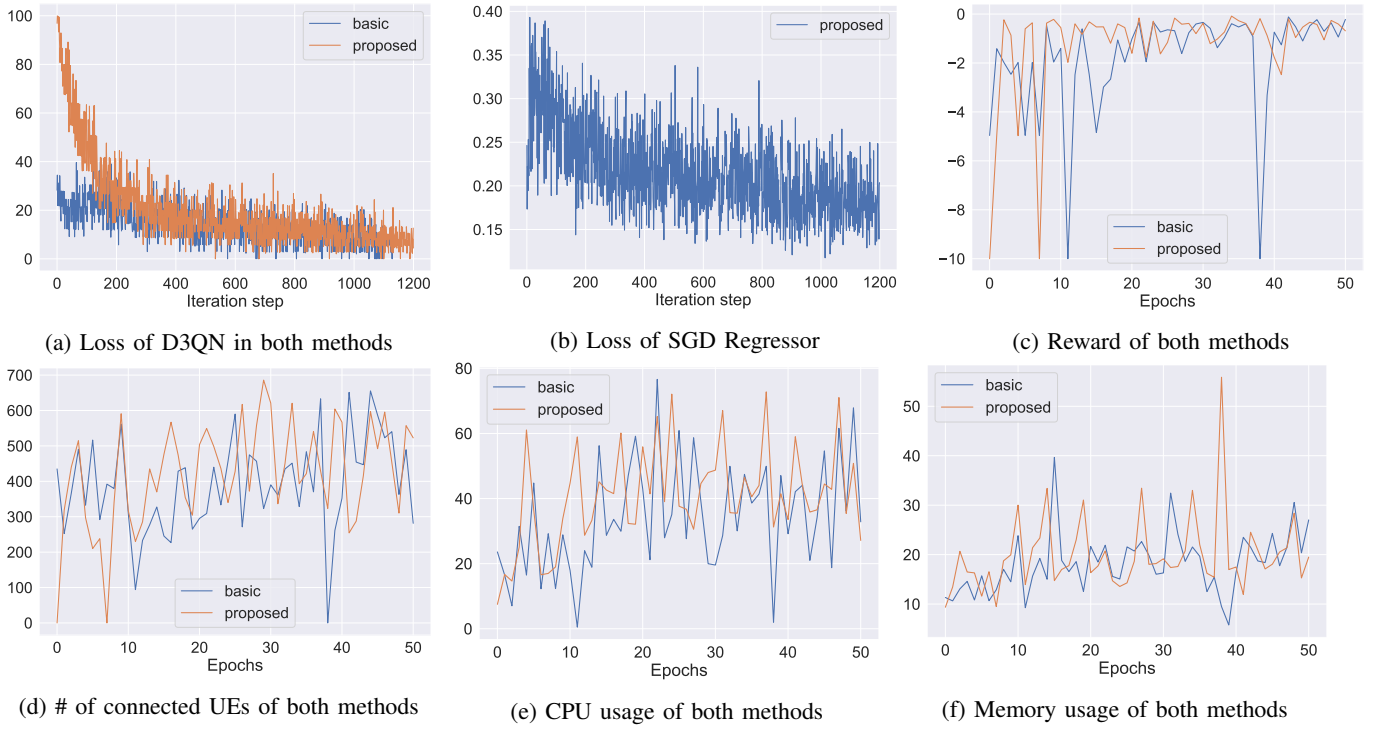 100
80
60
40
20
0
basic
proposed
0 200 400 600 800 1000 1200
Iteration step
(a) Loss of D3QN in both methods
0.40
0.35
0.30
0.25
0.20
0.15
proposed
0 200 400 600 800 1000 1200
Iteration step
(b) Loss of SGD Regressor
0
−2
−4
−6
−8
−10
basic
proposed
0 10 20 30 40 50
Epochs
(c) Reward of both methods
700
600
500
400
300
200
100
0
basic
proposed
0 10 20 30 40 50
Epochs
(d) # of connected UEs of both methods
80
60
40
20
0
basic
proposed
0 10 20 30 40 50
Epochs
(e) CPU usage of both methods
50
40
30
20
10
basic
proposed
0 10 20 30 40 50
Epochs
(f) Memory usage of both methods